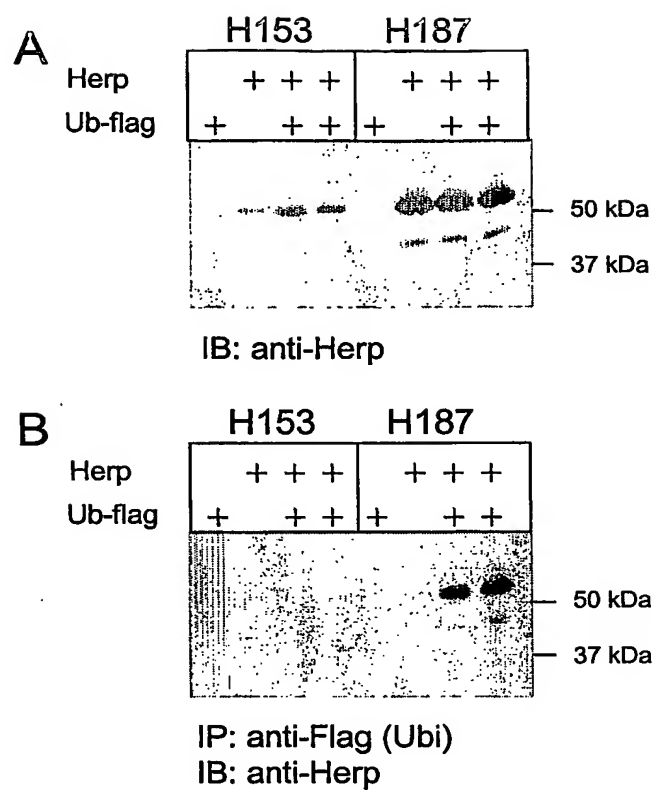 A
H153 H187
Herp + + + + + +
Ub-flag + + + + + +
50 kDa
37 kDa
IB: anti-Herp
B
H153 H187
Herp + + + + + +
Ub-flag + + + + + +
50 kDa
37 kDa
IP: anti-Flag (Ubi)
IB: anti-Herp